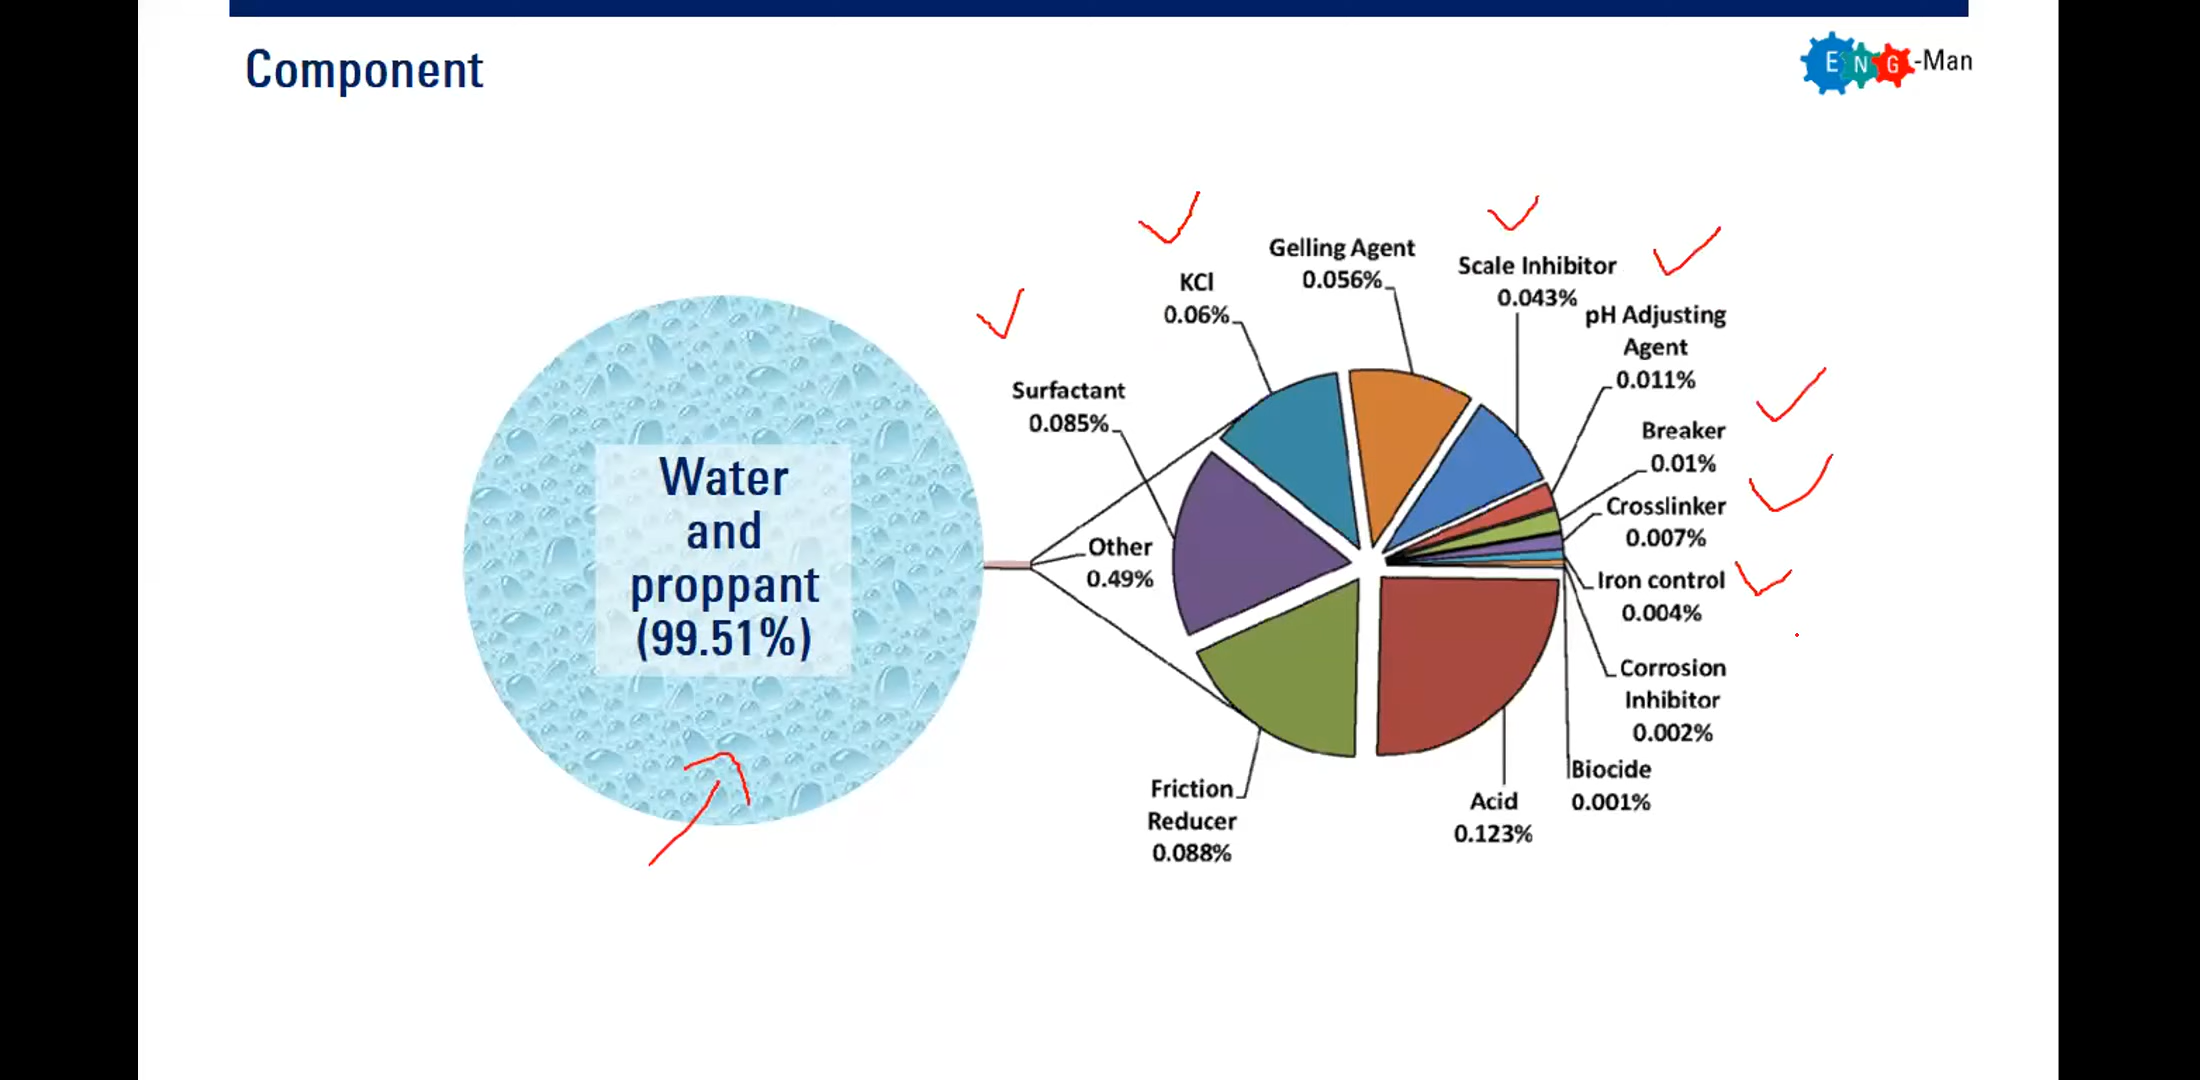 Component
E N G -Man
Water
and
proppant
(99.51%)
Other
0.49%
Surfactant
0.085%
KCl
0.06%
Gelling Agent
0.056%
Scale Inhibitor
0.043%
pH Adjusting
Agent
0.011%
Breaker
0.01%
Crosslinker
0.007%
Iron control
0.004%
Corrosion
Inhibitor
0.002%
Biocide
0.001%
Acid
0.123%
Friction
Reducer
0.088%